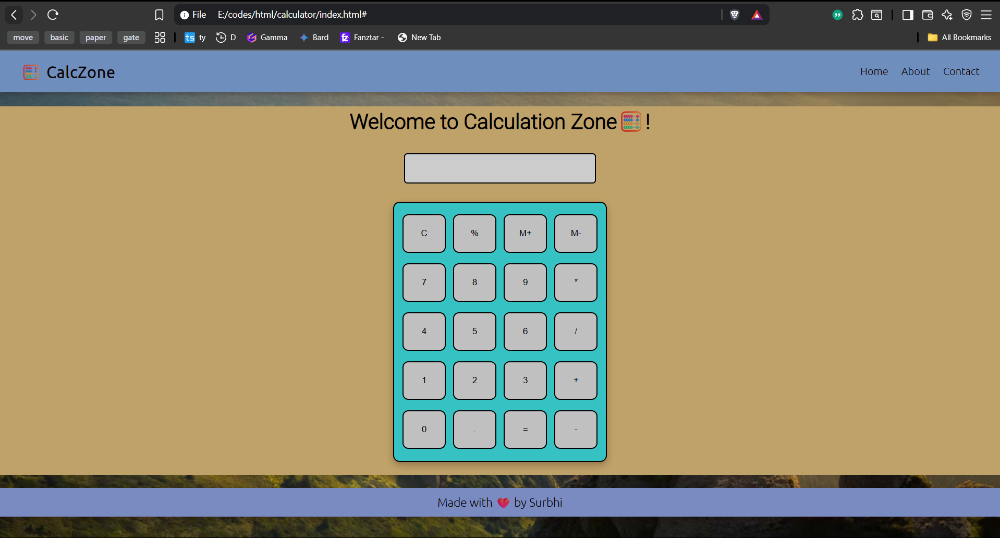 File E:/codes/html/calculator/index.html#
move basic paper gate ts ty D Gamma Bard fz Fanztar - New Tab All Bookmarks
CalcZone Home About Contact
Welcome to Calculation Zone !
C % M+ M-
7 8 9 *
4 5 6 /
1 2 3 +
0 . = -
Made with ❤️ by Surbhi